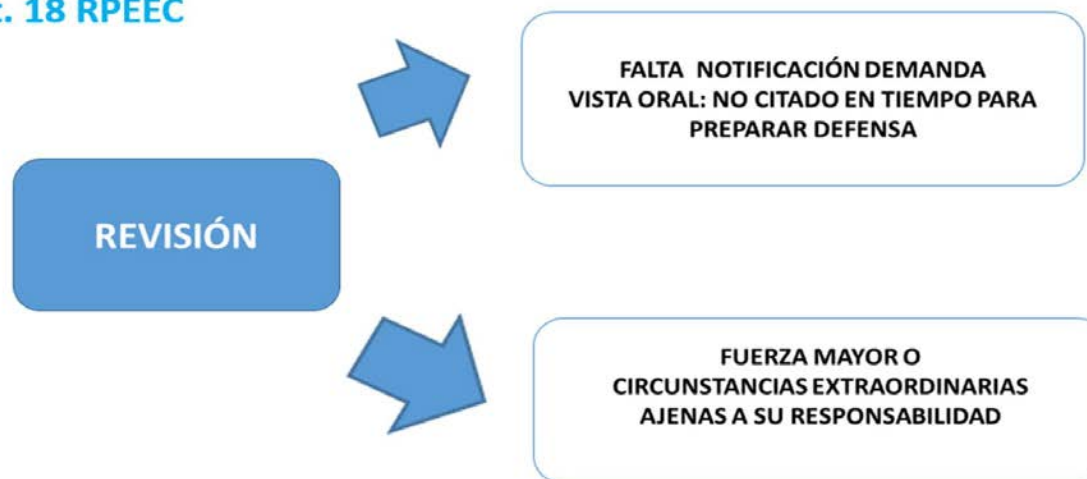 . 18 RPEEC
FALTA NOTIFICACIÓN DEMANDA
VISTA ORAL: NO CITADO EN TIEMPO PARA
PREPARAR DEFENSA
REVISIÓN
FUERZA MAYOR O
CIRCUNSTANCIAS EXTRAORDINARIAS
AJENAS A SU RESPONSABILIDAD